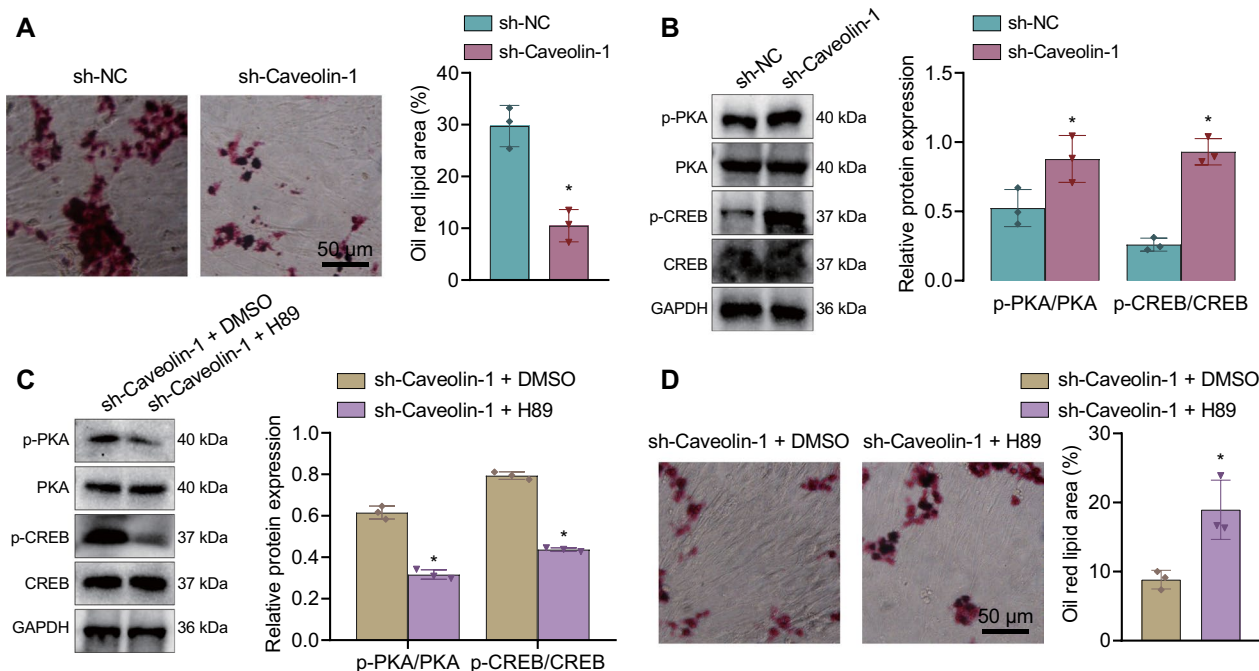 A
sh-NC
sh-Caveolin-1
50 µm
sh-NC
sh-Caveolin-1
Oil red lipid area (%)
40
30
20
10
0
*
B
sh-NC
sh-Caveolin-1
p-PKA
40 kDa
PKA
40 kDa
p-CREB
37 kDa
CREB
37 kDa
GAPDH
36 kDa
sh-NC
sh-Caveolin-1
Relative protein expression
1.5
1.0
0.5
0.0
*
*
p-PKA/PKA
p-CREB/CREB
C
sh-Caveolin-1 + DMSO
sh-Caveolin-1 + H89
p-PKA
40 kDa
PKA
40 kDa
p-CREB
37 kDa
CREB
37 kDa
GAPDH
36 kDa
sh-Caveolin-1 + DMSO
sh-Caveolin-1 + H89
Relative protein expression
1.0
0.8
0.6
0.4
0.2
0.0
*
*
p-PKA/PKA
p-CREB/CREB
D
sh-Caveolin-1 + DMSO
sh-Caveolin-1 + H89
50 µm
sh-Caveolin-1 + DMSO
sh-Caveolin-1 + H89
Oil red lipid area (%)
30
20
10
0
*